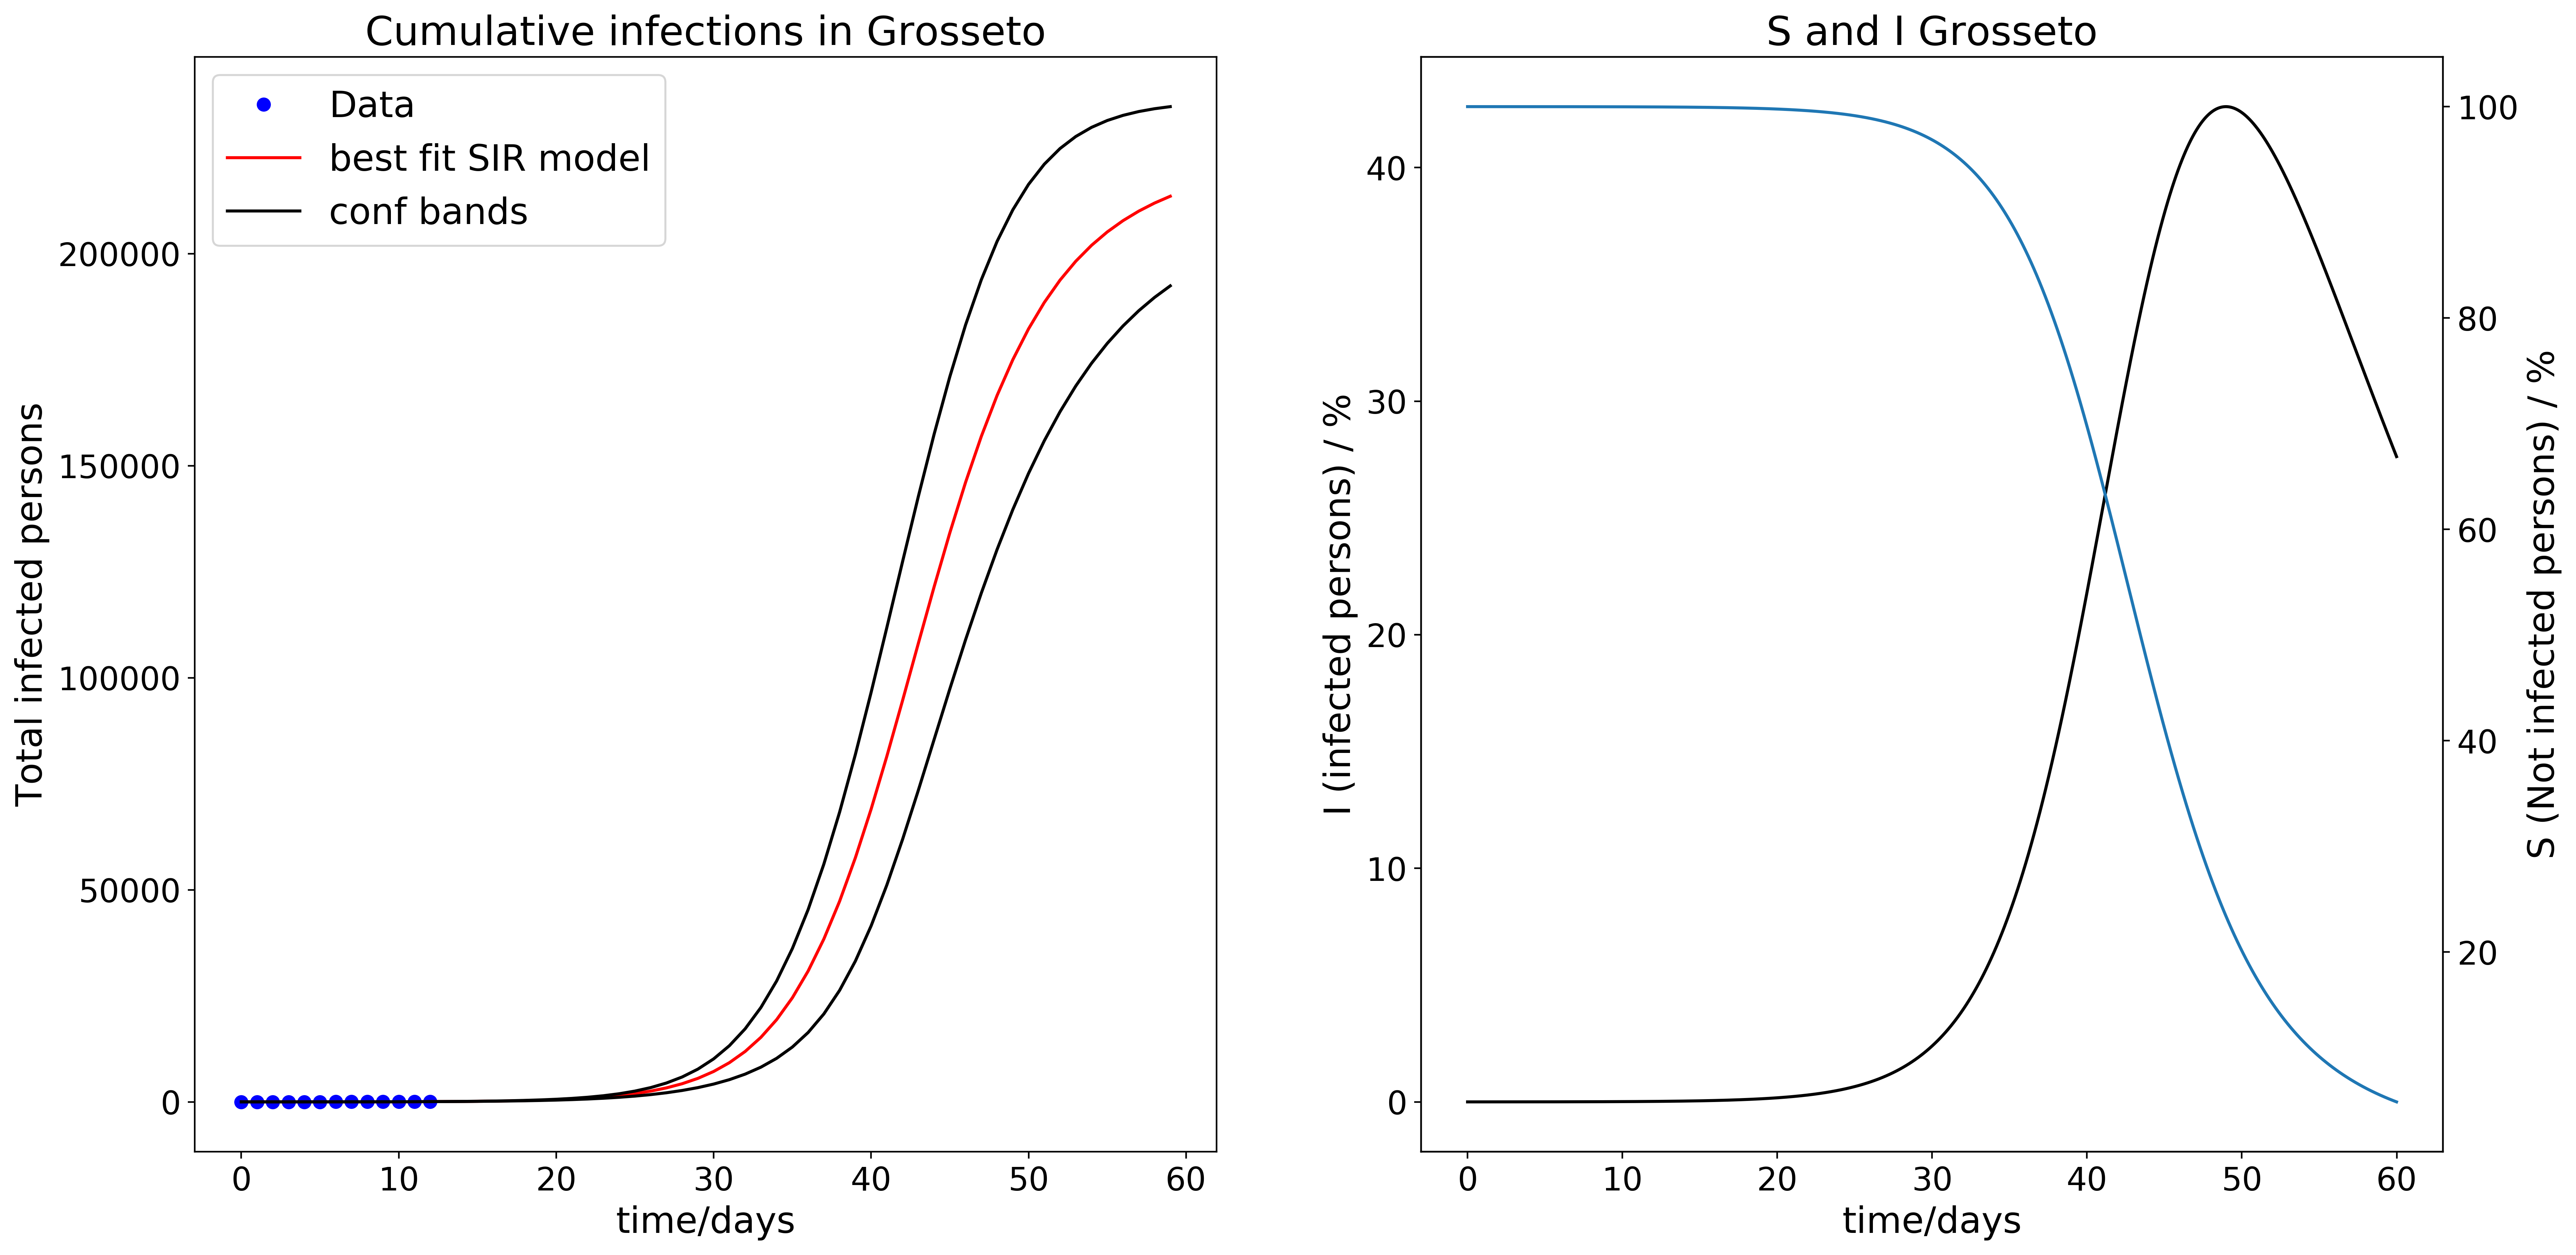 Cumulative infections in Grosseto
Data
best fit SIR model
conf bands
Total infected persons
200000
150000
100000
50000
0
0 10 20 30 40 50 60
time/days
S and I Grosseto
I (infected persons) / %
40
30
20
10
0
0 10 20 30 40 50 60
time/days
100
80
60
40
20
S (Not infected persons) / %